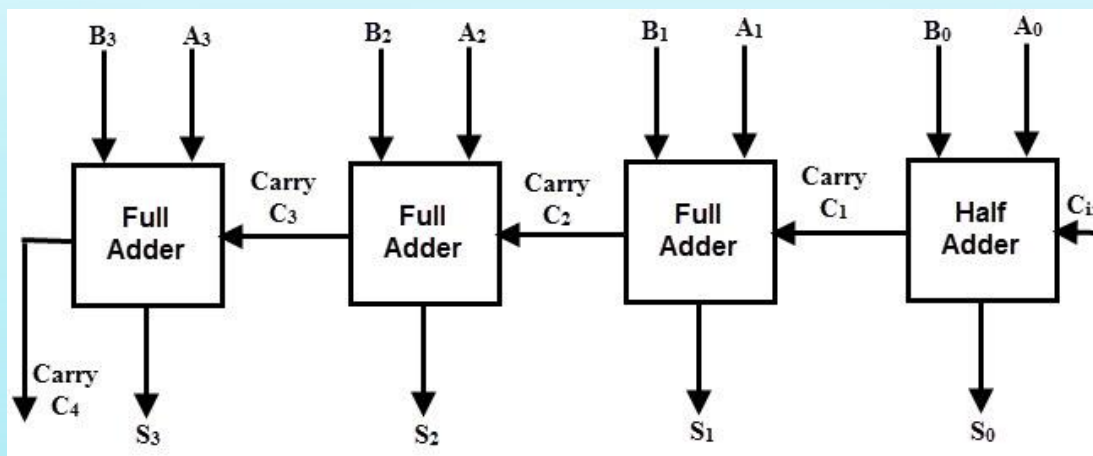 B₃ A₃ B₂ A₂ B₁ A₁ B₀ A₀
Carry C₃
Carry C₂
Carry C₁
Full Adder
Full Adder
Full Adder
Half Adder
Carry C₄
S₃ S₂ S₁ S₀